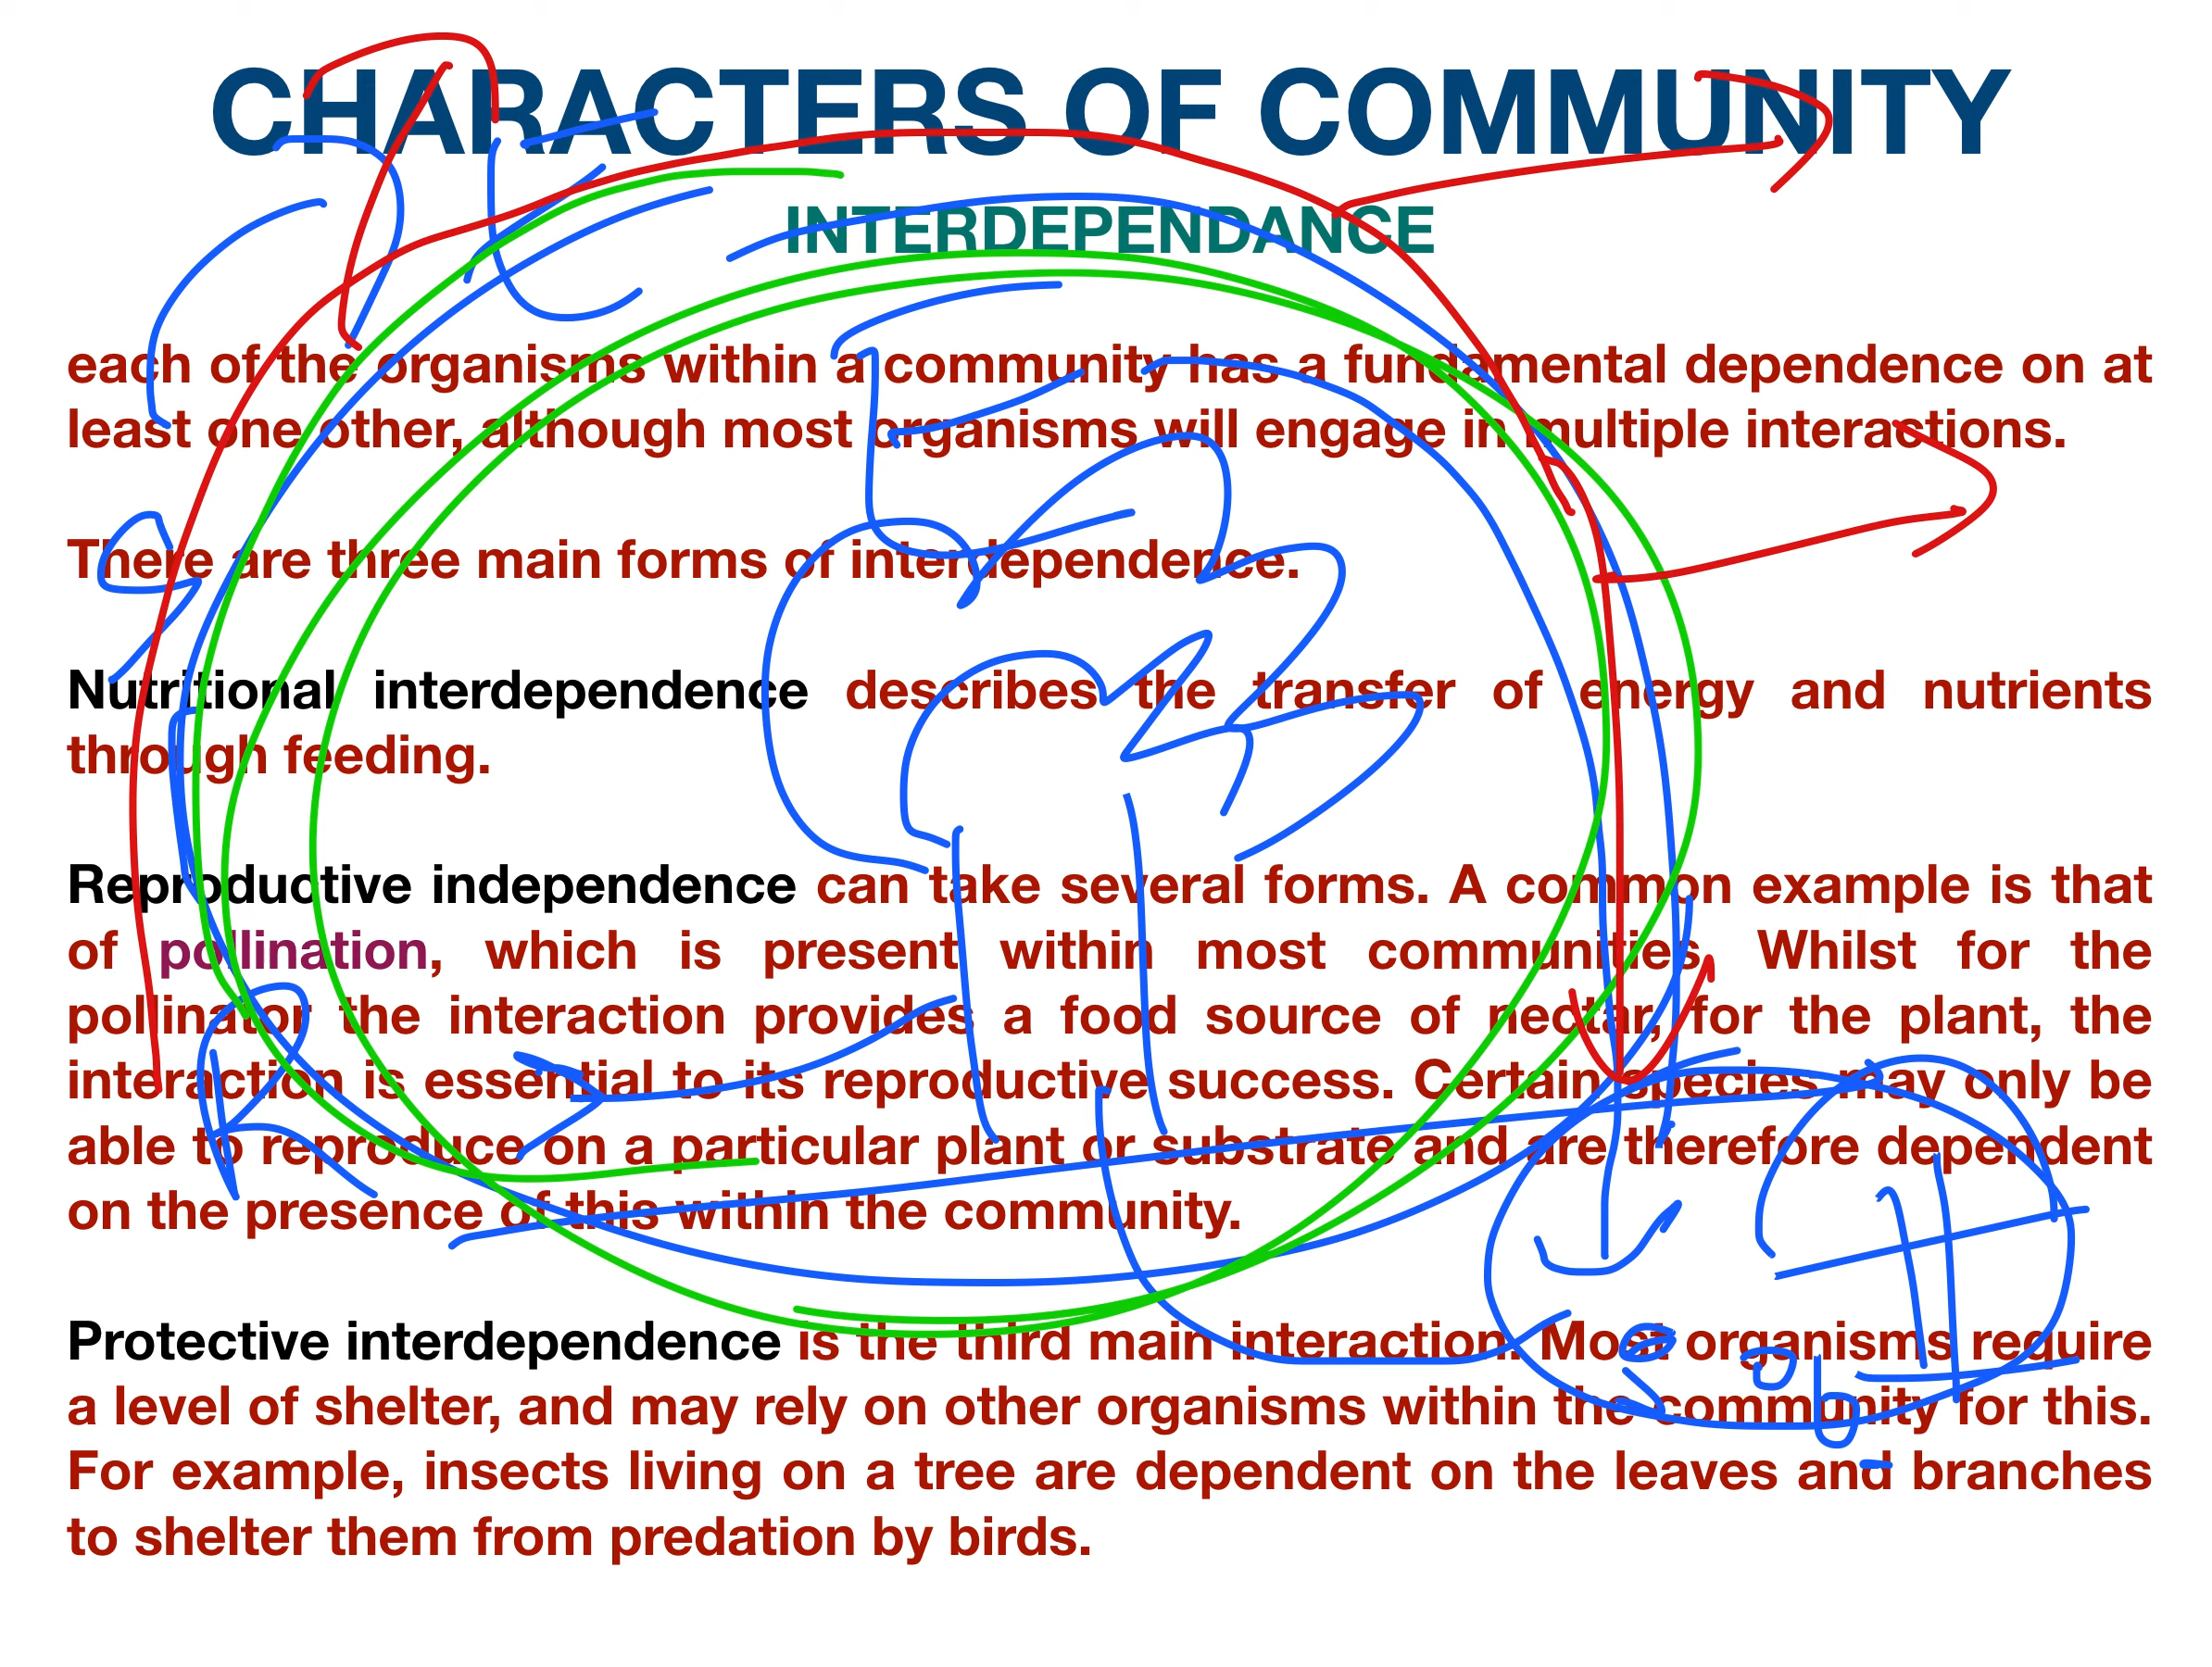 CHARACTERS OF COMMUNITY
INTERDEPENDANCE
each of the organisms within a community has a fundamental dependence on at
least one other, although most organisms will engage in multiple interactions.
There are three main forms of interdependence.
Nutritional interdependence describes the transfer of energy and nutrients
through feeding.
Reproductive independence can take several forms. A common example is that
of pollination, which is present within most communities. Whilst for the
pollinator the interaction provides a food source of nectar, for the plant, the
interaction is essential to its reproductive success. Certain species may only be
able to reproduce on a particular plant or substrate and are therefore dependent
on the presence of this within the community.
Protective interdependence is the third main interaction. Most organisms require
a level of shelter, and may rely on other organisms within the community for this.
For example, insects living on a tree are dependent on the leaves and branches
to shelter them from predation by birds.